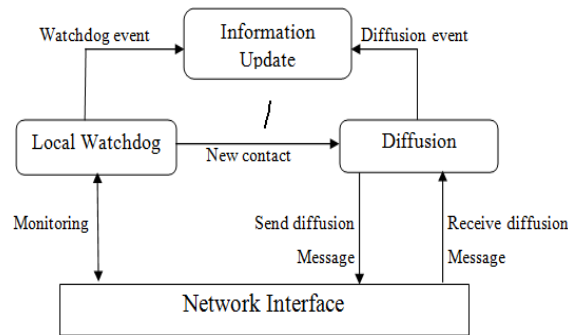 Watchdog event
Information
Update
Diffusion event
Local Watchdog
New contact
Diffusion
Monitoring
Send diffusion
Message
Receive diffusion
Message
Network Interface